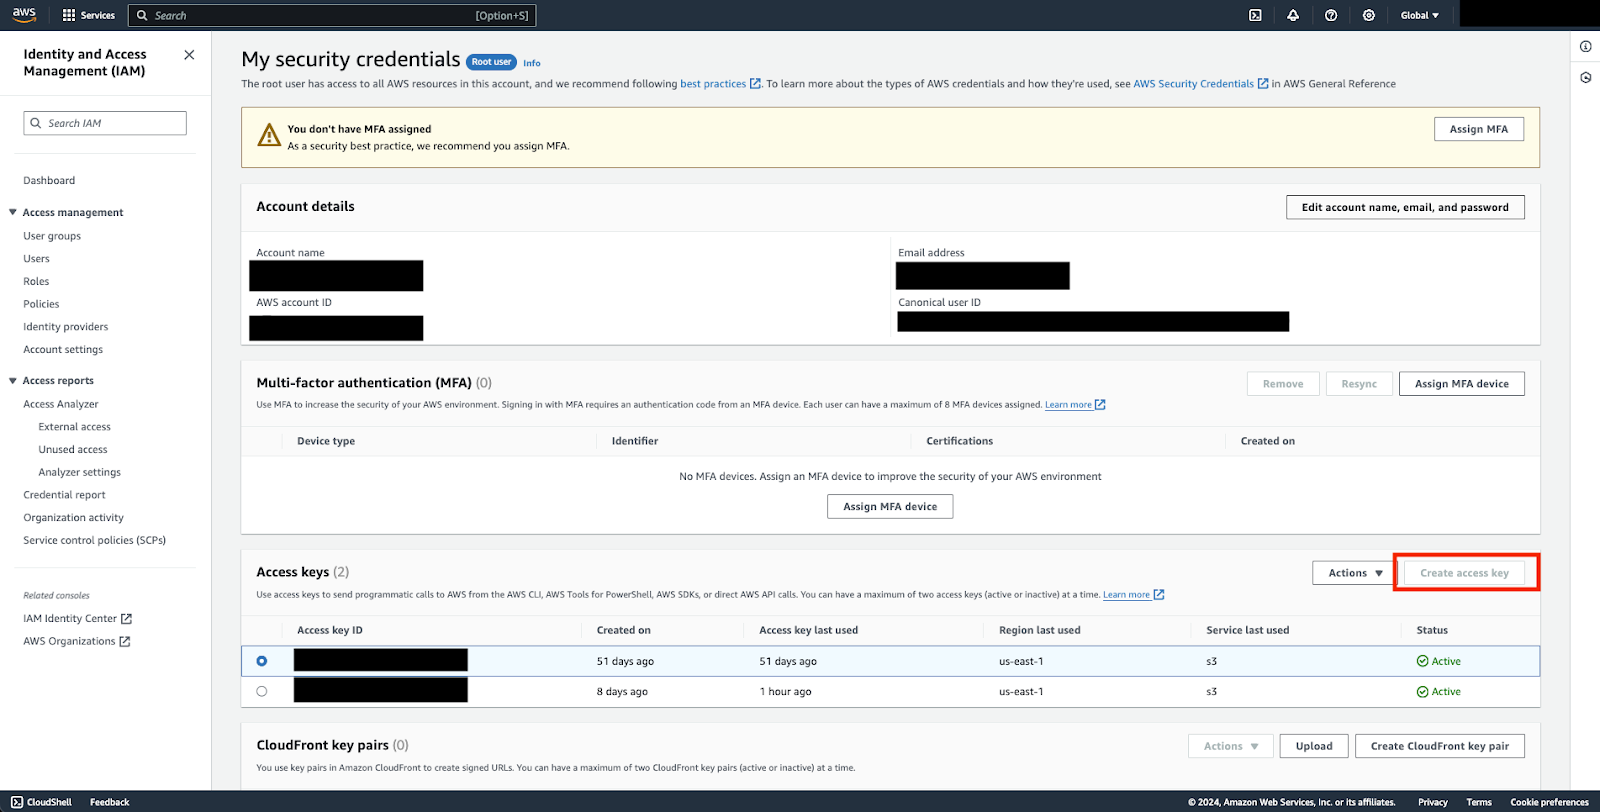 aws
Services
Search
[Option+S]
Global
Identity and Access
Management (IAM)
Search IAM
Dashboard
Access management
User groups
Users
Roles
Policies
Identity providers
Account settings
Access reports
Access Analyzer
External access
Unused access
Analyzer settings
Credential report
Organization activity
Service control policies (SCPs)
Related consoles
IAM Identity Center
AWS Organizations
My security credentials Root user Info
The root user has access to all AWS resources in this account, and we recommend following best practices. To learn more about the types of AWS credentials and how they're used, see AWS Security Credentials in AWS General Reference
You don't have MFA assigned
As a security best practice, we recommend you assign MFA.
Assign MFA
Account details
Edit account name, email, and password
Account name
Email address
AWS account ID
Canonical user ID
Multi-factor authentication (MFA) (0)
Remove
Resync
Assign MFA device
Use MFA to increase the security of your AWS environment. Signing in with MFA requires an authentication code from an MFA device. Each user can have a maximum of 8 MFA devices assigned. Learn more
Device type Identifier Certifications Created on
No MFA devices. Assign an MFA device to improve the security of your AWS environment
Assign MFA device
Access keys (2)
Actions
Create access key
Use access keys to send programmatic calls to AWS from the AWS CLI, AWS Tools for PowerShell, AWS SDKs, or direct AWS API calls. You can have a maximum of two access keys (active or inactive) at a time. Learn more
Access key ID Created on Access key last used Region last used Service last used Status
51 days ago 51 days ago us-east-1 s3 Active
8 days ago 1 hour ago us-east-1 s3 Active
CloudFront key pairs (0)
Actions
Upload
Create CloudFront key pair
You use key pairs in Amazon CloudFront to create signed URLs. You can have a maximum of two CloudFront key pairs (active or inactive) at a time.
CloudShell Feedback
© 2024, Amazon Web Services, Inc. or its affiliates. Privacy Terms Cookie preferences